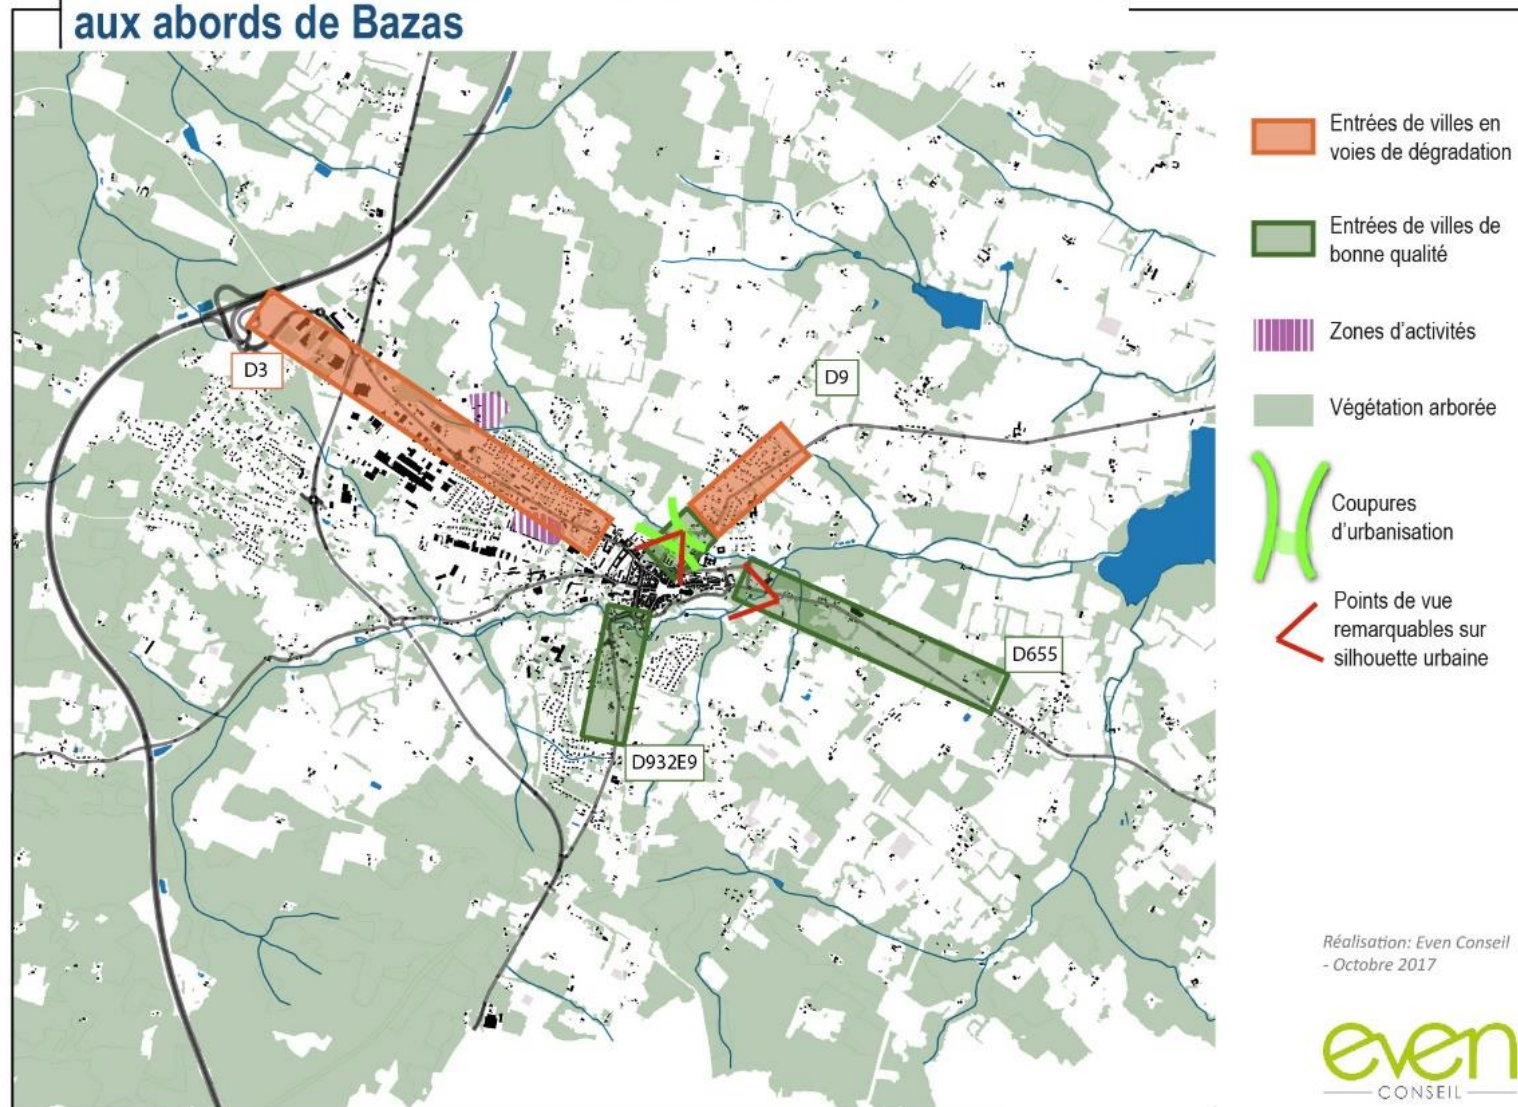 aux abords de Bazas
Entrées de villes en
voies de dégradation
Entrées de villes de
bonne qualité
Zones d'activités
Végétation arborée
Coupures
d'urbanisation
Points de vue
remarquables sur
silhouette urbaine
D3
D9
D655
D932E9
Réalisation: Even Conseil
- Octobre 2017
even
CONSEIL